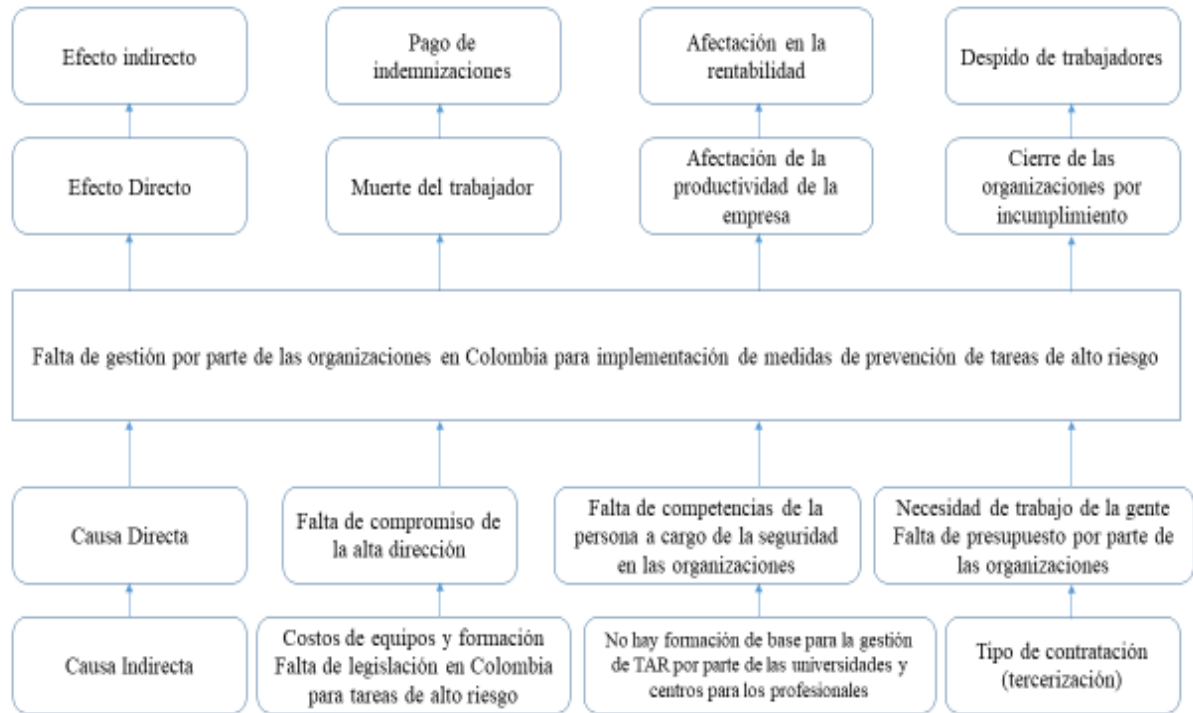 Efecto indirecto
Pago de
indemnizaciones
Afectación en la
rentabilidad
Despido de trabajadores
Efecto Directo
Muerte del trabajador
Afectación de la
productividad de la
empresa
Cierre de las
organizaciones por
incumplimiento
Falta de gestión por parte de las organizaciones en Colombia para implementación de medidas de prevención de tareas de alto riesgo
Causa Directa
Falta de compromiso de
la alta dirección
Falta de competencias de la
persona a cargo de la seguridad
en las organizaciones
Necesidad de trabajo de la gente
Falta de presupuesto por parte de
las organizaciones
Causa Indirecta
Costos de equipos y formación
Falta de legislación en Colombia
para tareas de alto riesgo
No hay formación de base para la gestión
de TAR por parte de las universidades y
centros para los profesionales
Tipo de contratación
(tercerización)